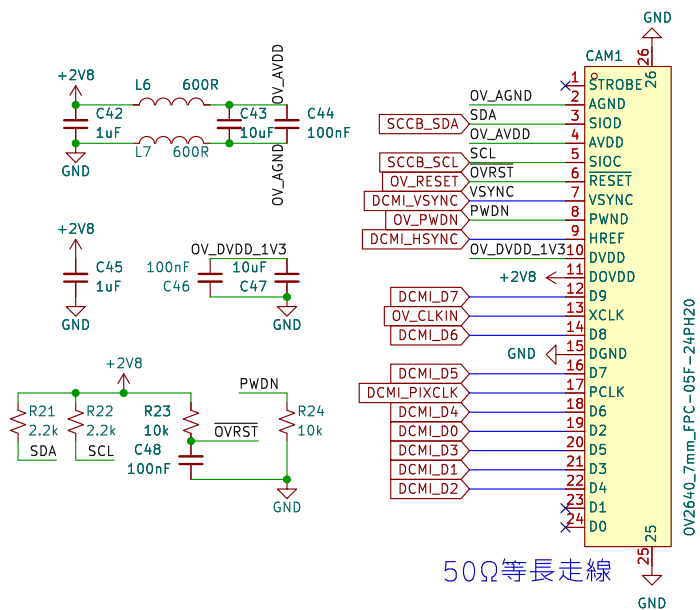 GND
26
CAM1
1 STROBE 26
OV_AGND 2 AGND
SCCB_SDA SDA 3 SIOD
OV_AVDD 4 AVDD
SCCB_SCL SCL 5 SIOC
OV_RESET OVRST 6 RESET
DCMI_VSYNC VSYNC 7 VSYNC
OV_PWDN PWDN 8 PWND
DCMI_HSYNC 9 HREF
OV_DVDD_1V3 10 DVDD
+2V8 11 DOVDD
DCMI_D7 12 D9
OV_CLKIN 13 XCLK
DCMI_D6 14 D8
GND 15 DGND
DCMI_D5 16 D7
DCMI_PIXCLK 17 PCLK
DCMI_D4 18 D6
DCMI_D0 19 D2
DCMI_D3 20 D5
DCMI_D1 21 D3
DCMI_D2 22 D4
23 D1
24 D0
25
25
GND
OV2640_7mm_FPC-05F-24PH20
50Ω等長走線
+2V8
L6 600R
OV_AVDD
C42
1uF
C43
10uF
C44
100nF
L7 600R
GND
OV_AGND
+2V8
C45
1uF
GND
OV_DVDD_1V3
100nF
C46
10uF
C47
GND
+2V8
PWDN
R21
2.2k
R22
2.2k
R23
10k
R24
10k
SDA
SCL
OVRST
C48
100nF
GND